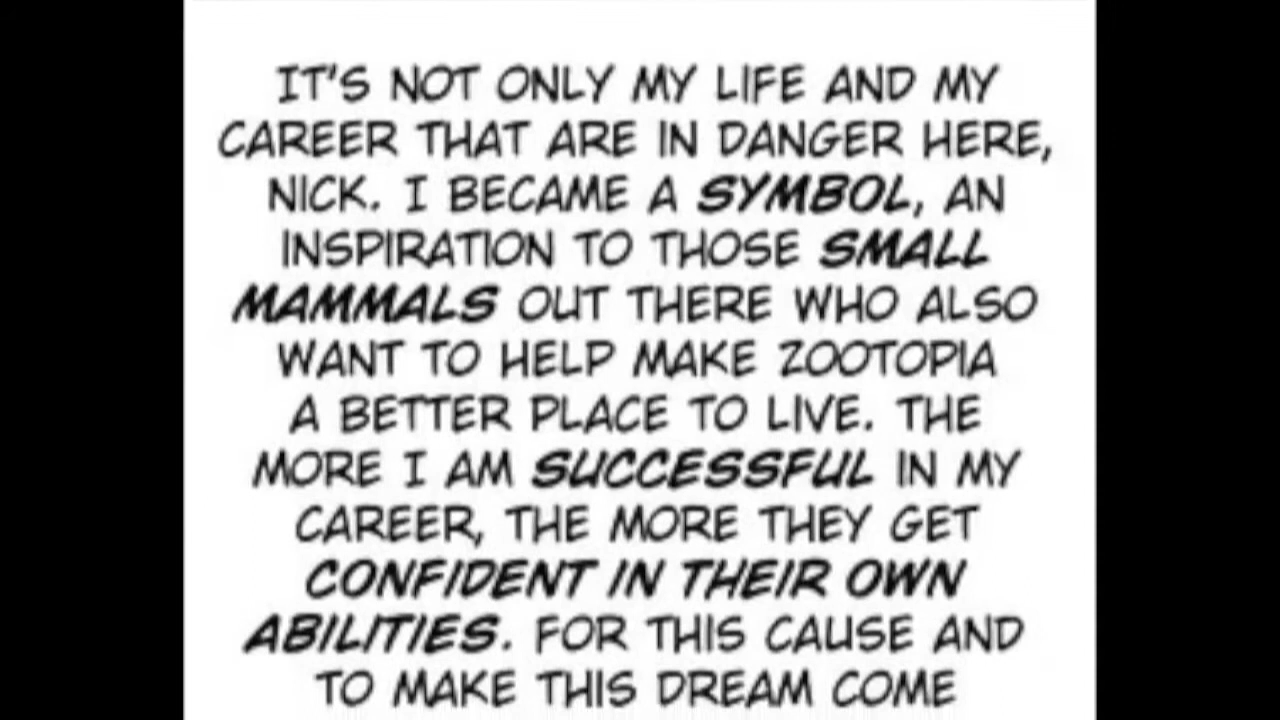 IT'S NOT ONLY MY LIFE AND MY
CAREER THAT ARE IN DANGER HERE,
NICK. I BECAME A SYMBOL, AN
INSPIRATION TO THOSE SMALL
MAMMALS OUT THERE WHO ALSO
WANT TO HELP MAKE ZOOTOPIA
A BETTER PLACE TO LIVE. THE
MORE I AM SUCCESSFUL IN MY
CAREER, THE MORE THEY GET
CONFIDENT IN THEIR OWN
ABILITIES. FOR THIS CAUSE AND
TO MAKE THIS DREAM COME